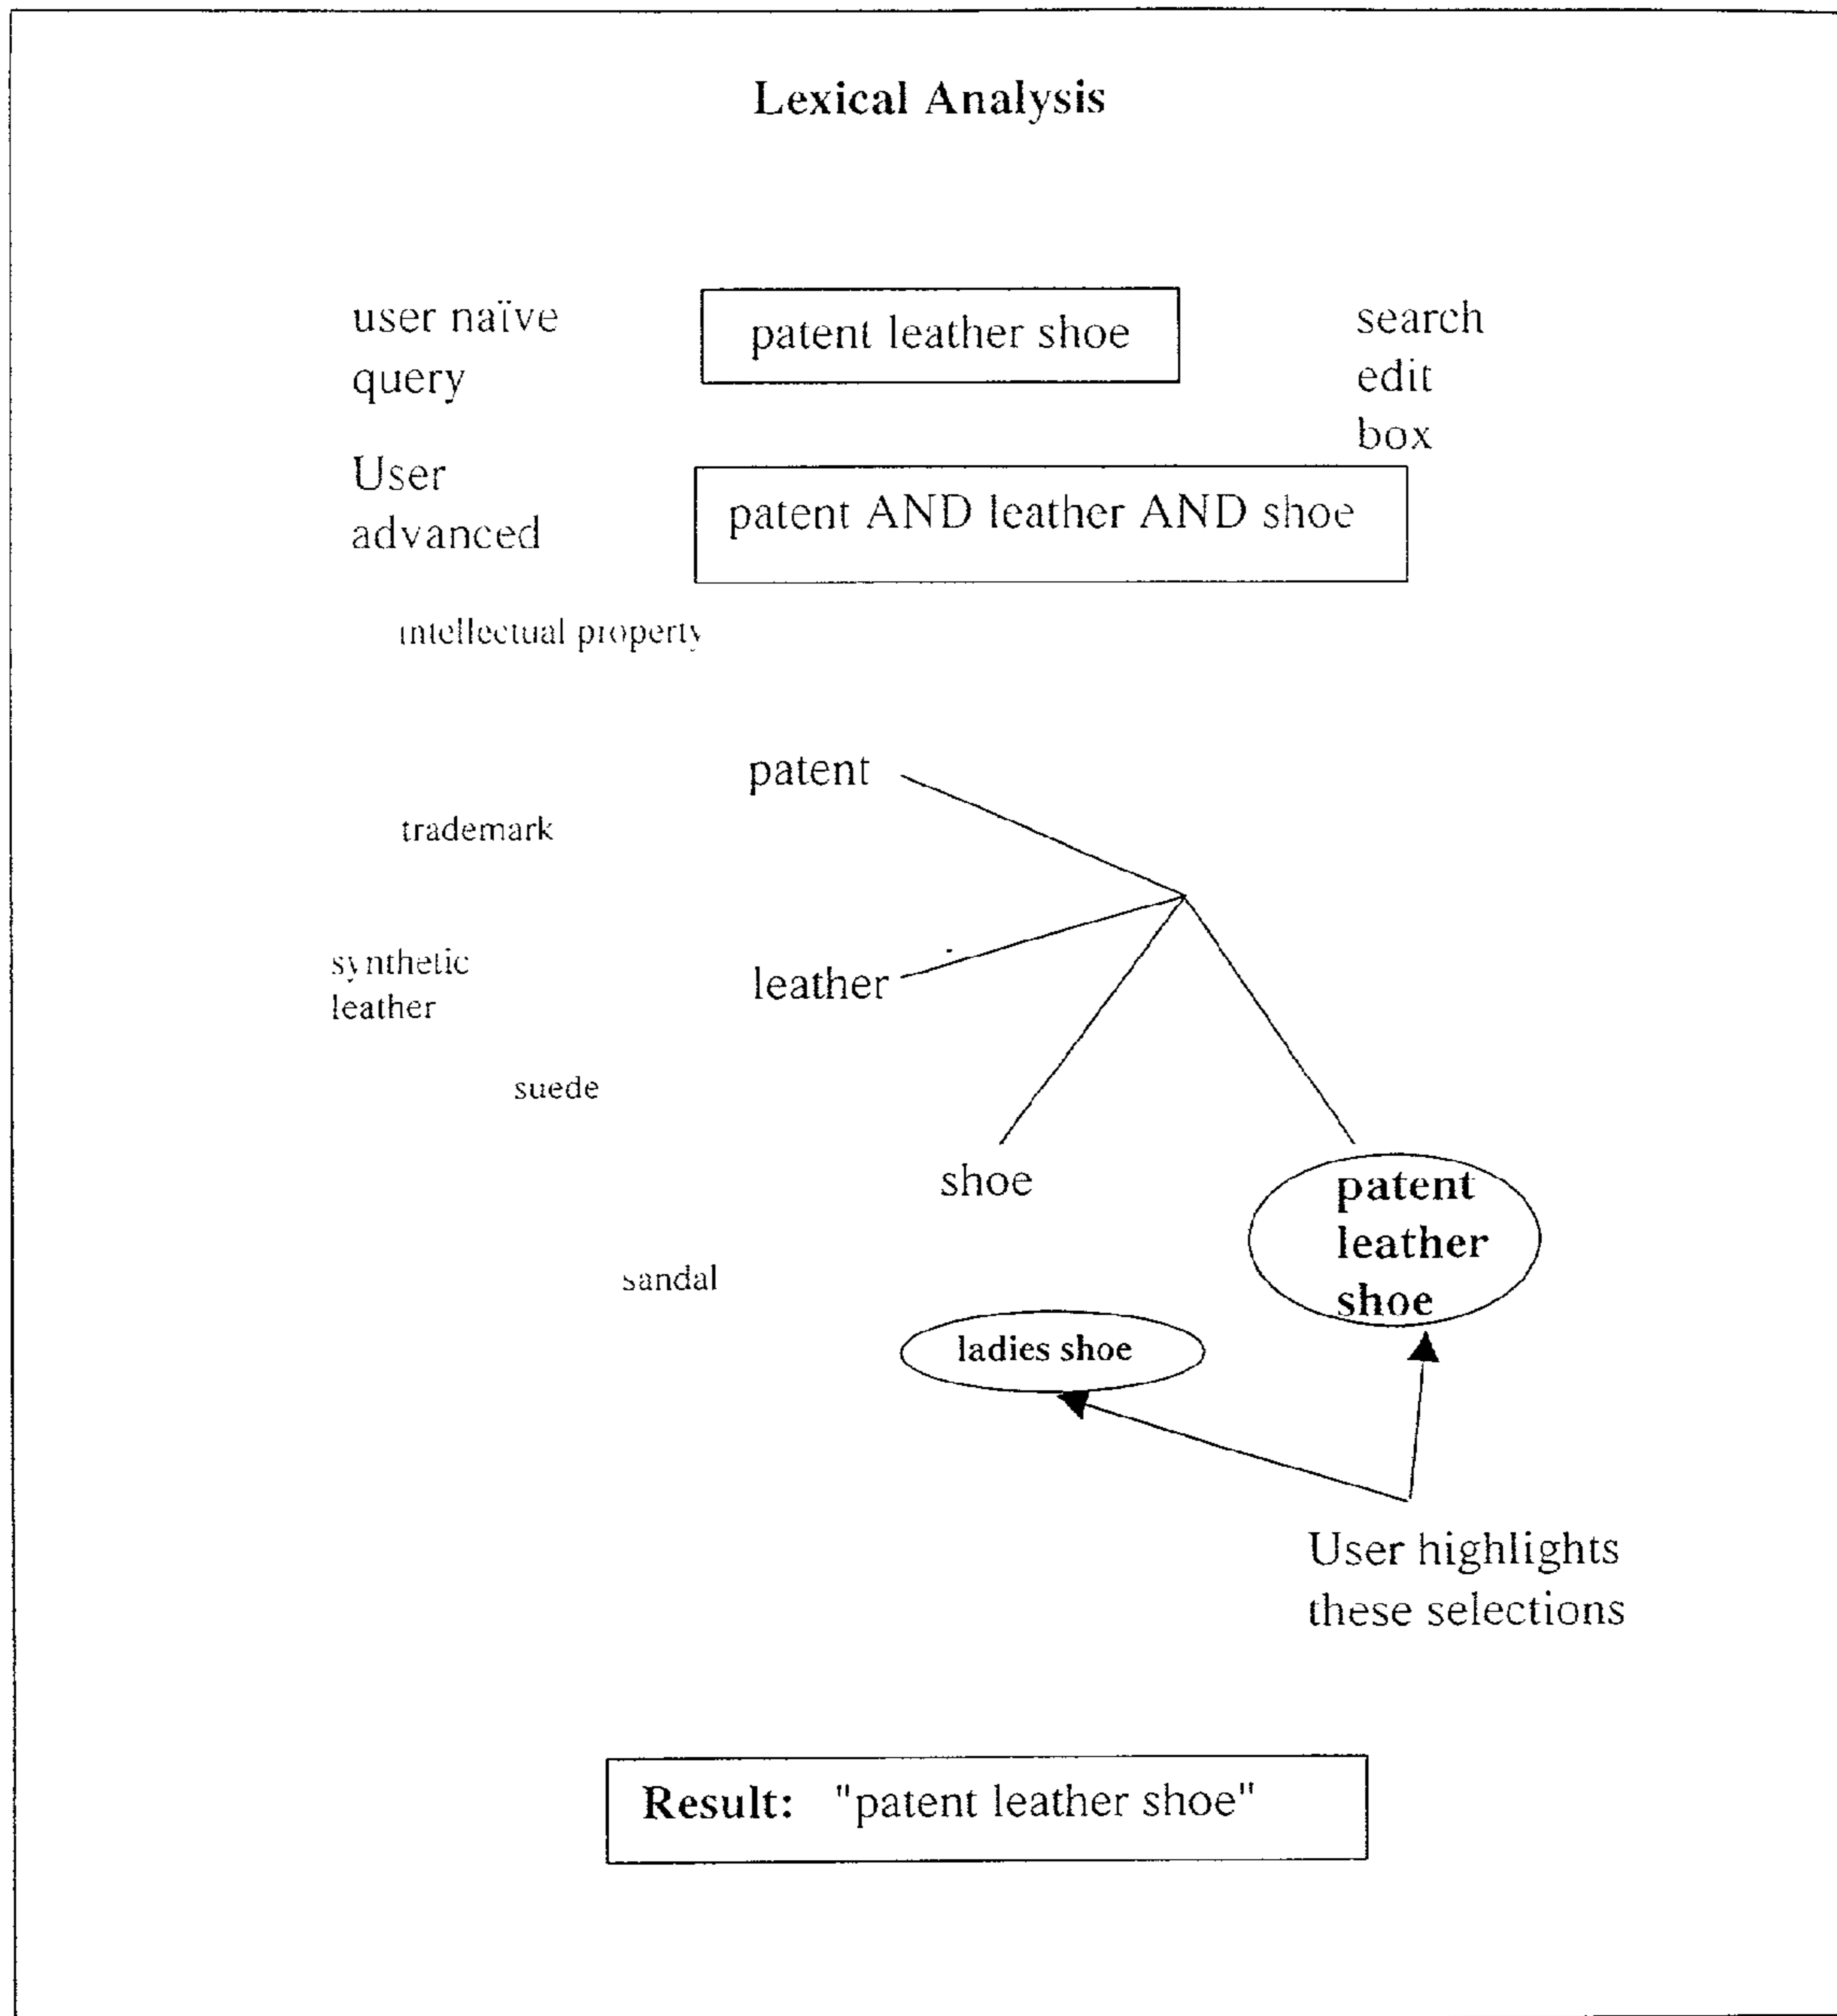 Lexical Analysis
user naïve
query
patent leather shoe
search
edit
box
User
advanced
patent AND leather AND shoe
intellectual property
patent
trademark
synthetic
leather
leather
suede
shoe
patent
leather
shoe
sandal
ladies shoe
User highlights
these selections
Result: "patent leather shoe"